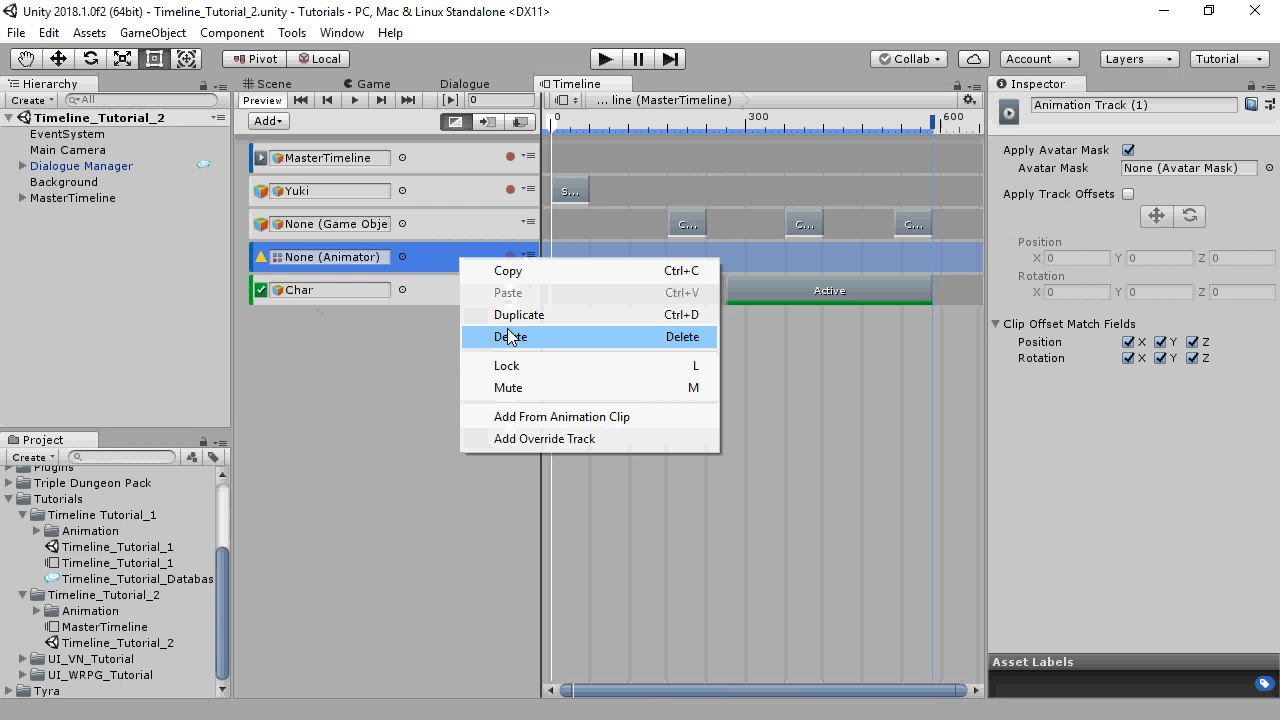 Unity 2018.1.0f2 (64bit) - Timeline_Tutorial_2.unity - Tutorials - PC, Mac & Linux Standalone <DX11>
File Edit Assets GameObject Component Tools Window Help
Pivot Local Collab Account Layers Tutorial
Hierarchy
Create All
Timeline_Tutorial_2
EventSystem
Main Camera
Dialogue Manager
Background
MasterTimeline
Project
Create
Plugins
Triple Dungeon Pack
Tutorials
Timeline Tutorial_1
Animation
Timeline_Tutorial_1
Timeline_Tutorial_1
Timeline_Tutorial_Databas
Timeline_Tutorial_2
Animation
MasterTimeline
Timeline_Tutorial_2
UI_VN_Tutorial
UI_WRPG_Tutorial
Tyra
Scene Game Dialogue Timeline
Preview 0 ... line (MasterTimeline)
Add 0 300 600
MasterTimeline
Yuki s...
None (Game Obje C... C... C...
None (Animator)
Char Active
Copy Ctrl+C
Paste Ctrl+V
Duplicate Ctrl+D
Delete Delete
Lock L
Mute M
Add From Animation Clip
Add Override Track
Inspector
Animation Track (1)
Apply Avatar Mask
Avatar Mask None (Avatar Mask)
Apply Track Offsets
Position
X 0 Y 0 Z 0
Rotation
X 0 Y 0 Z 0
Clip Offset Match Fields
Position X Y Z
Rotation X Y Z
Asset Labels